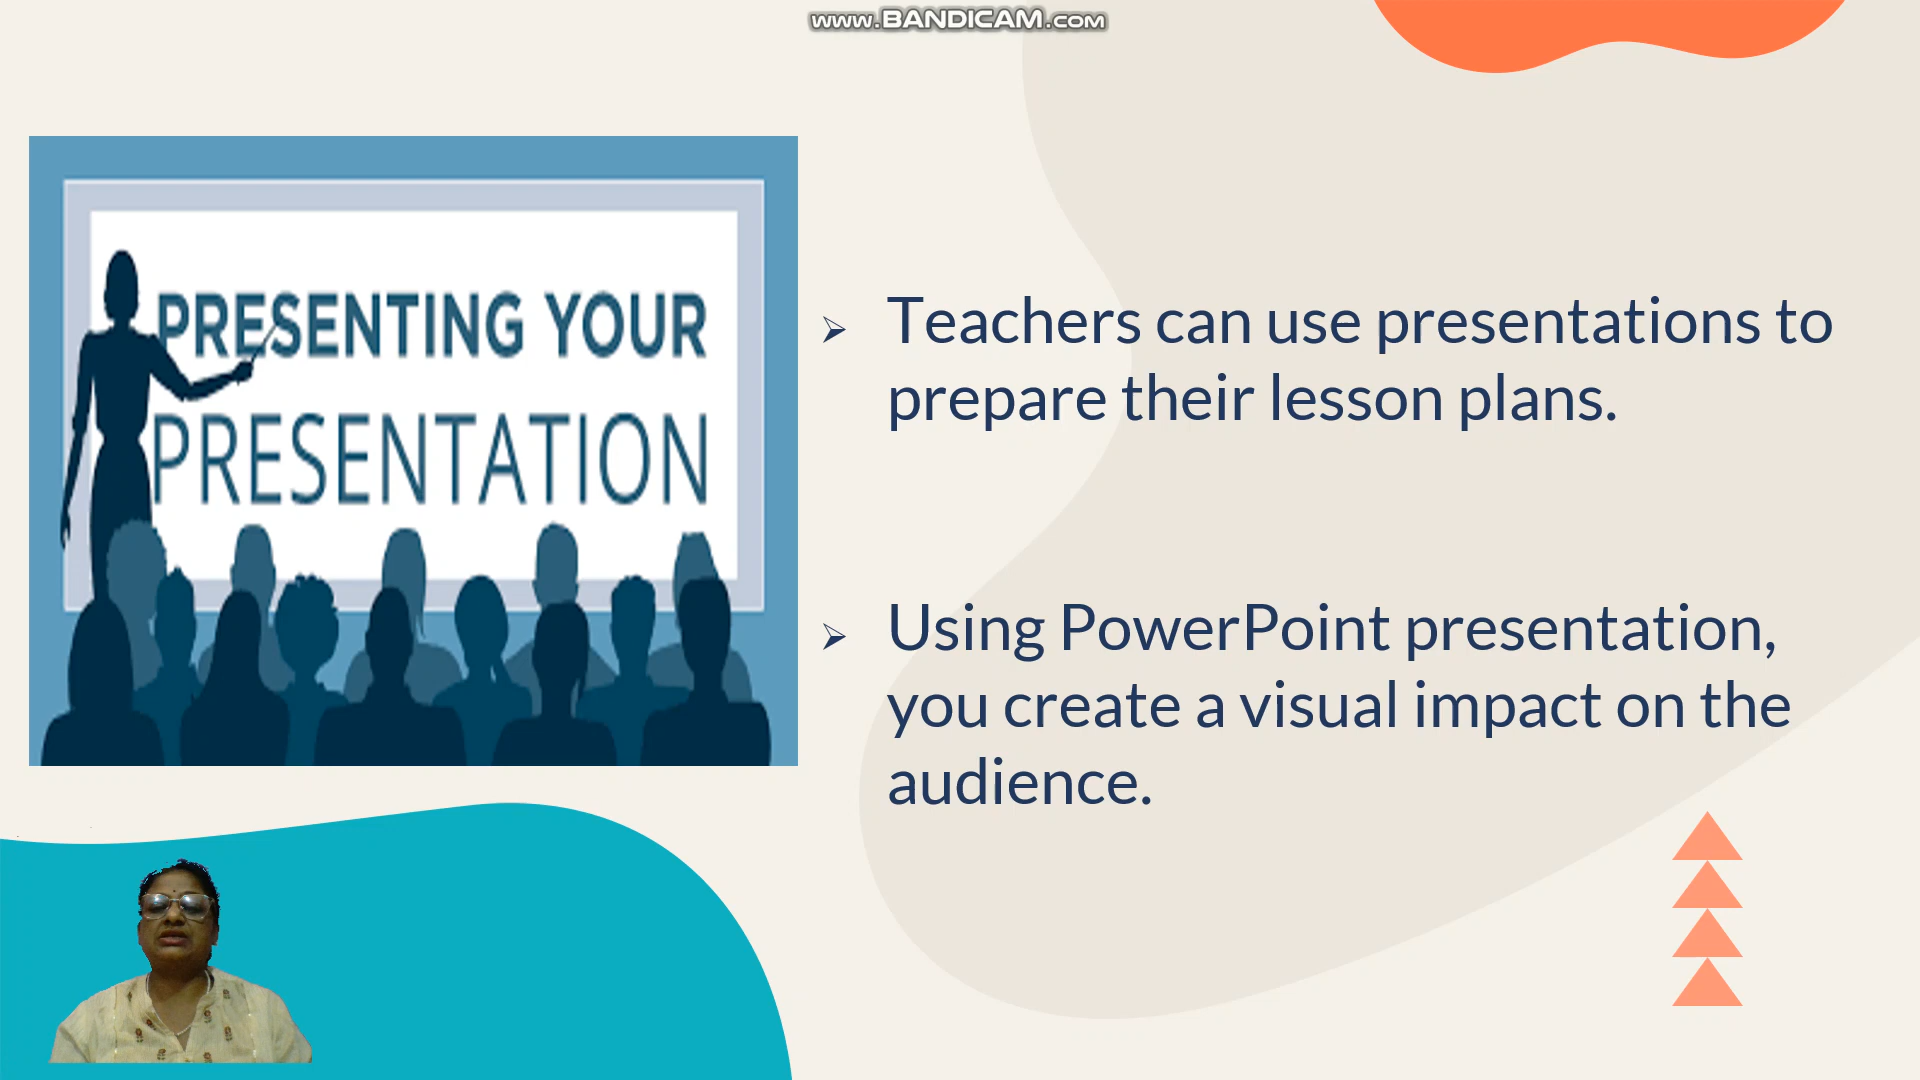 www.BANDICAM.com
PRESENTING YOUR
PRESENTATION
Teachers can use presentations to
prepare their lesson plans.
Using PowerPoint presentation,
you create a visual impact on the
audience.